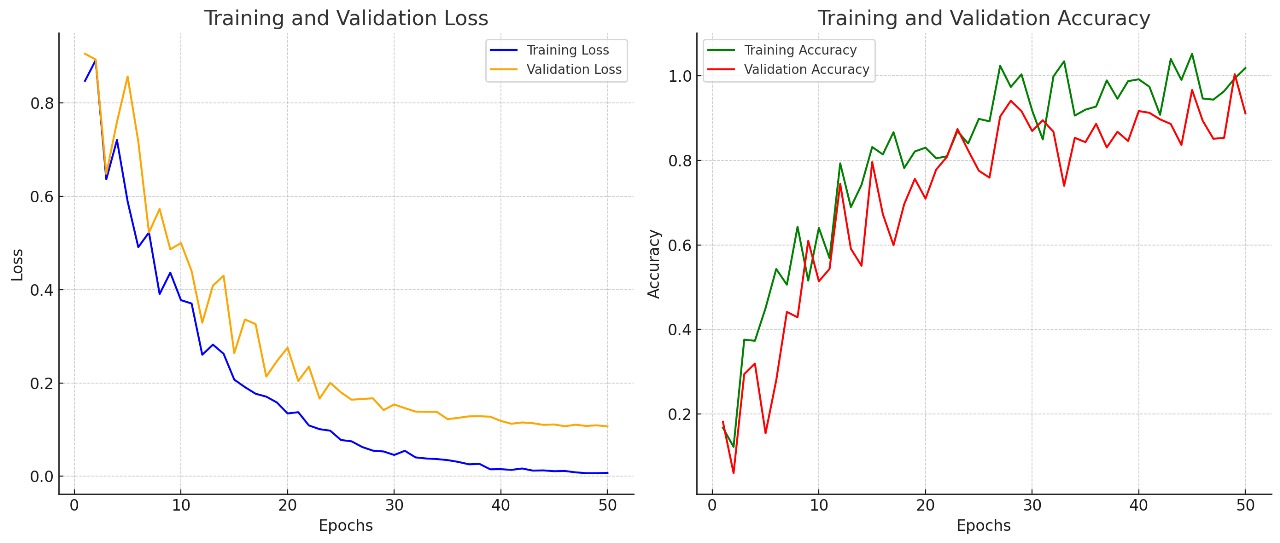 Training and Validation Loss
Training Loss
Validation Loss
0.8
0.6
0.4
0.2
0.0
Loss
0 10 20 30 40 50
Epochs
Training and Validation Accuracy
Training Accuracy
Validation Accuracy
1.0
0.8
0.6
0.4
0.2
Accuracy
0 10 20 30 40 50
Epochs